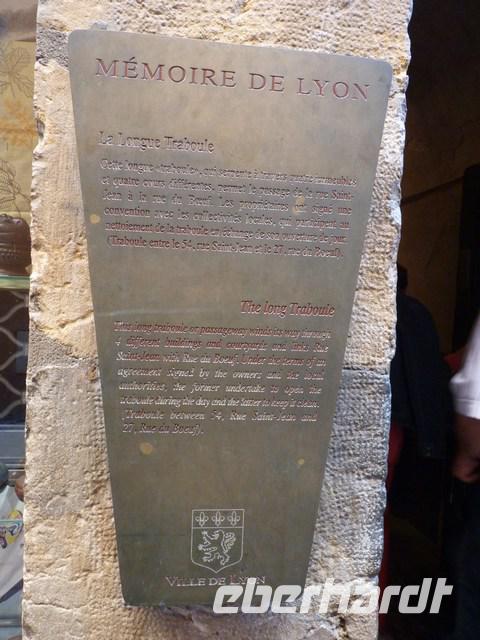 MÉMOIRE DE LYON
La Longue Traboule
Cette longue «traboule», qui serpente à travers quatre immeubles
et quatre cours différentes, permet le passage de la rue Saint-
Jean à la rue du Bœuf. Les propriétaires ont signé une
convention avec les collectivités locales, qui participent au
nettoiement de la traboule en échange de son ouverture de jour.
(Traboule entre le 54, rue Saint-Jean et le 27, rue du Boeuf).
The long Traboule
This long traboule or passageway winds its way through
4 different buildings and courtyards and links Rue
Saint-Jean with Rue du Boeuf. Under the terms of an
agreement signed by the owners and the local
authorities, the former undertake to open the
traboule during the day and the latter to keep it clean.
(Traboule between 54, Rue Saint-Jean and
27, Rue du Boeuf).
VILLE DE LYON
eberhardt